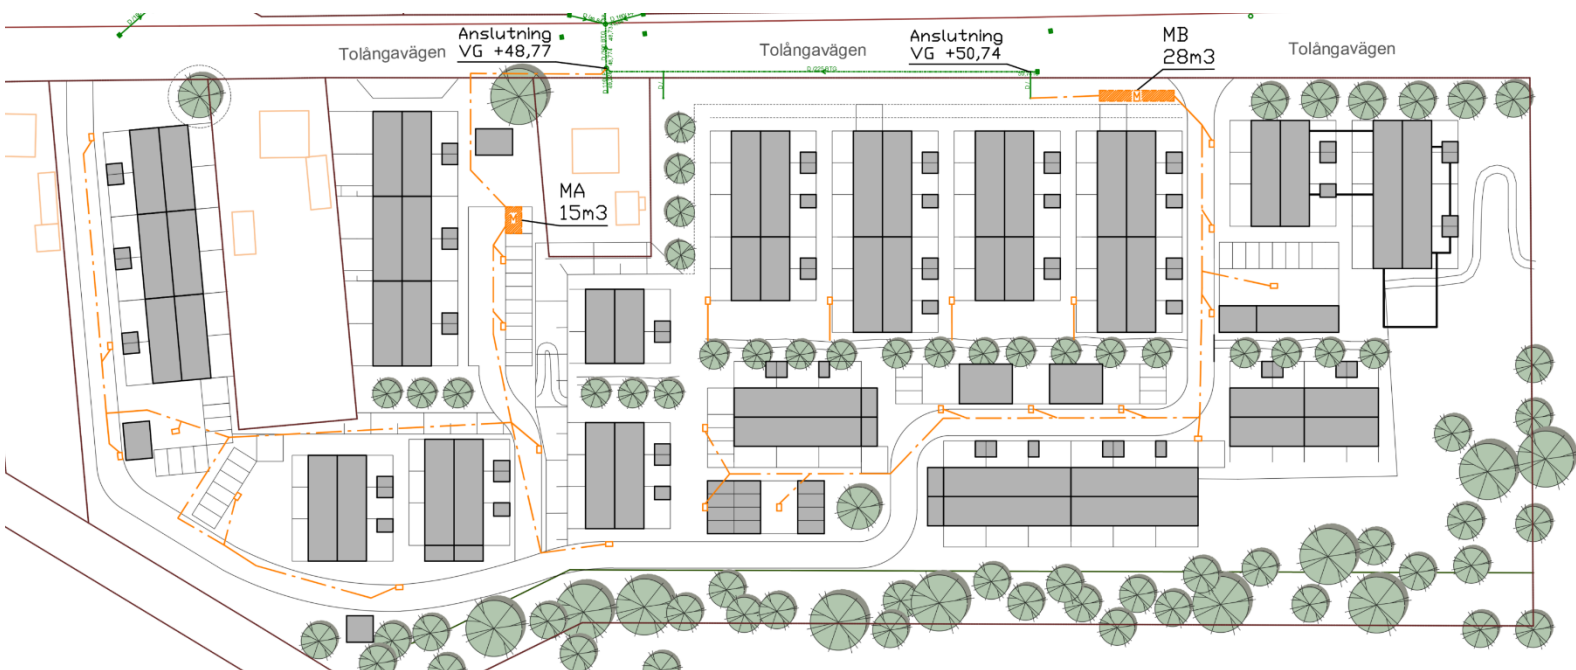 Anslutning
VG +48,77
Tolångavägen
Tolångavägen
Anslutning
VG +50,74
MB
28m3
Tolångavägen
MA
15m3